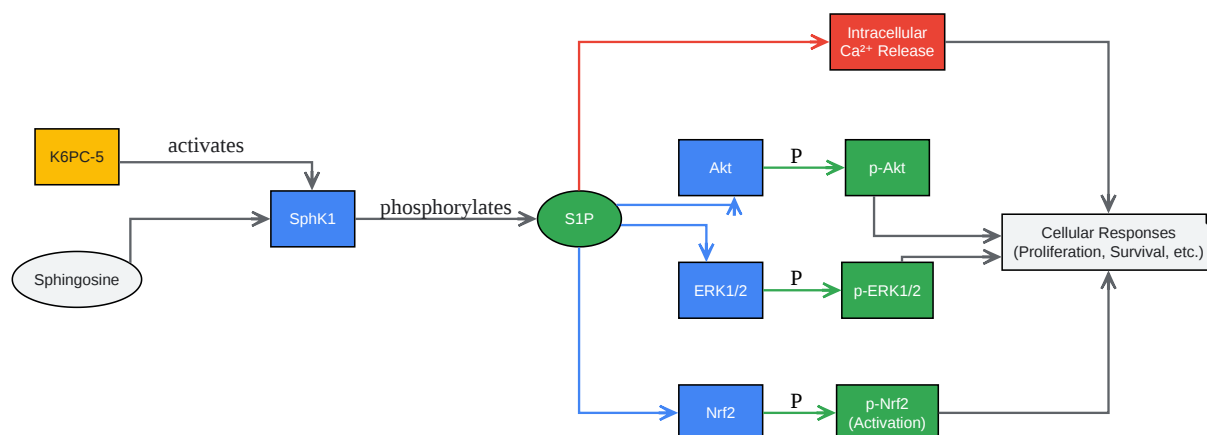 Intracellular
Ca²⁺ Release
K6PC-5
activates
Akt
P
p-Akt
SphK1
phosphorylates
S1P
Cellular Responses
(Proliferation, Survival, etc.)
Sphingosine
ERK1/2
P
p-ERK1/2
Nrf2
P
p-Nrf2
(Activation)